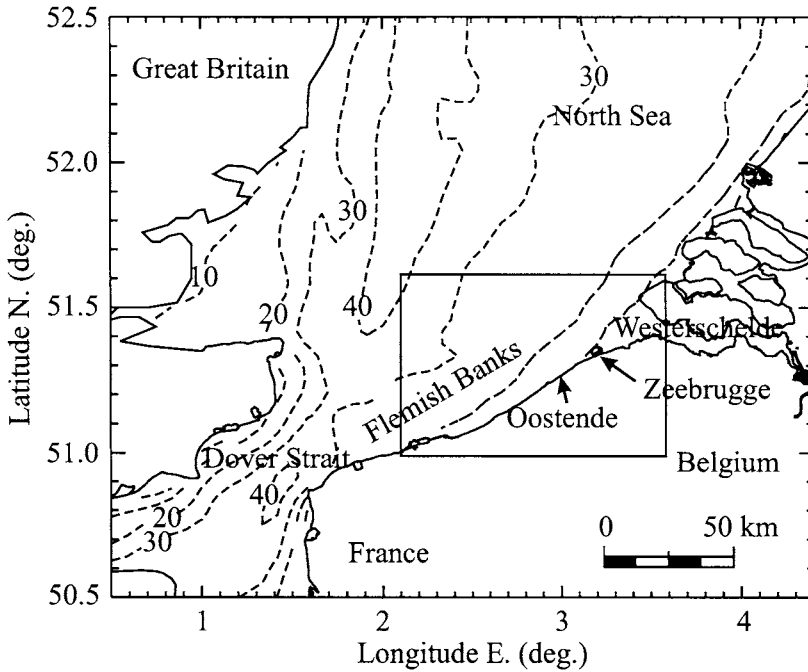 52.5
Great Britain
30
North Sea
52.0
30
10
40
20
51.5
Latitude N. (deg.)
Westerschelde
Flemish Banks
Zeebrugge
Oostende
51.0
Dover Strait
Belgium
40
20
30
0 50 km
France
50.5
1 2 3 4
Longitude E. (deg.)